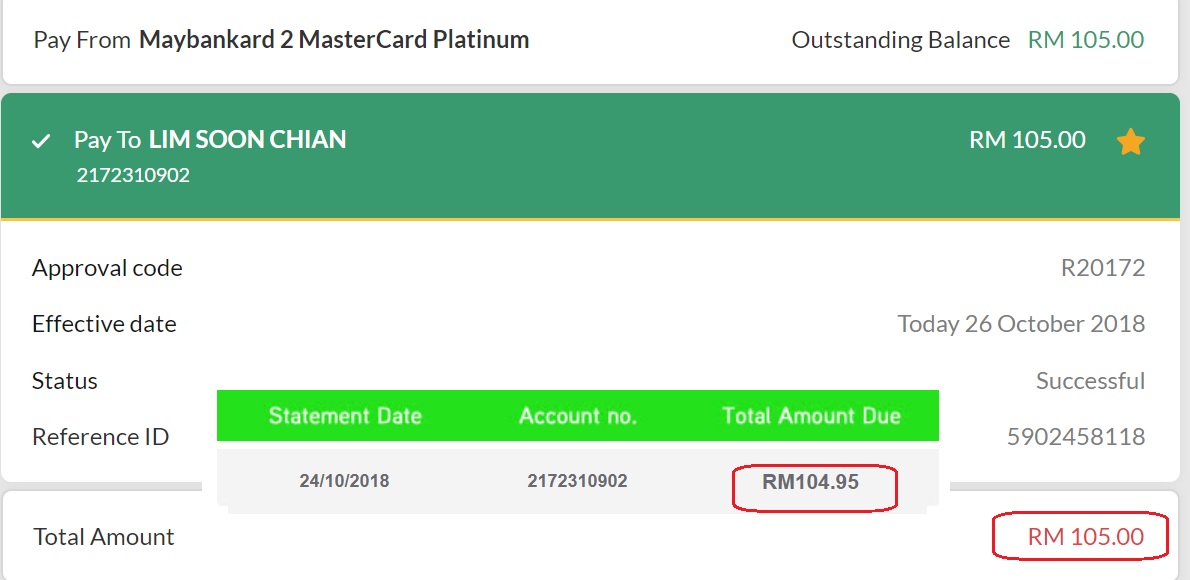 Pay From Maybankard 2 MasterCard Platinum Outstanding Balance RM 105.00
Pay To LIM SOON CHIAN RM 105.00
2172310902
Approval code R20172
Effective date Today 26 October 2018
Status Successful
Reference ID 5902458118
Statement Date Account no. Total Amount Due
24/10/2018 2172310902 RM104.95
Total Amount RM 105.00